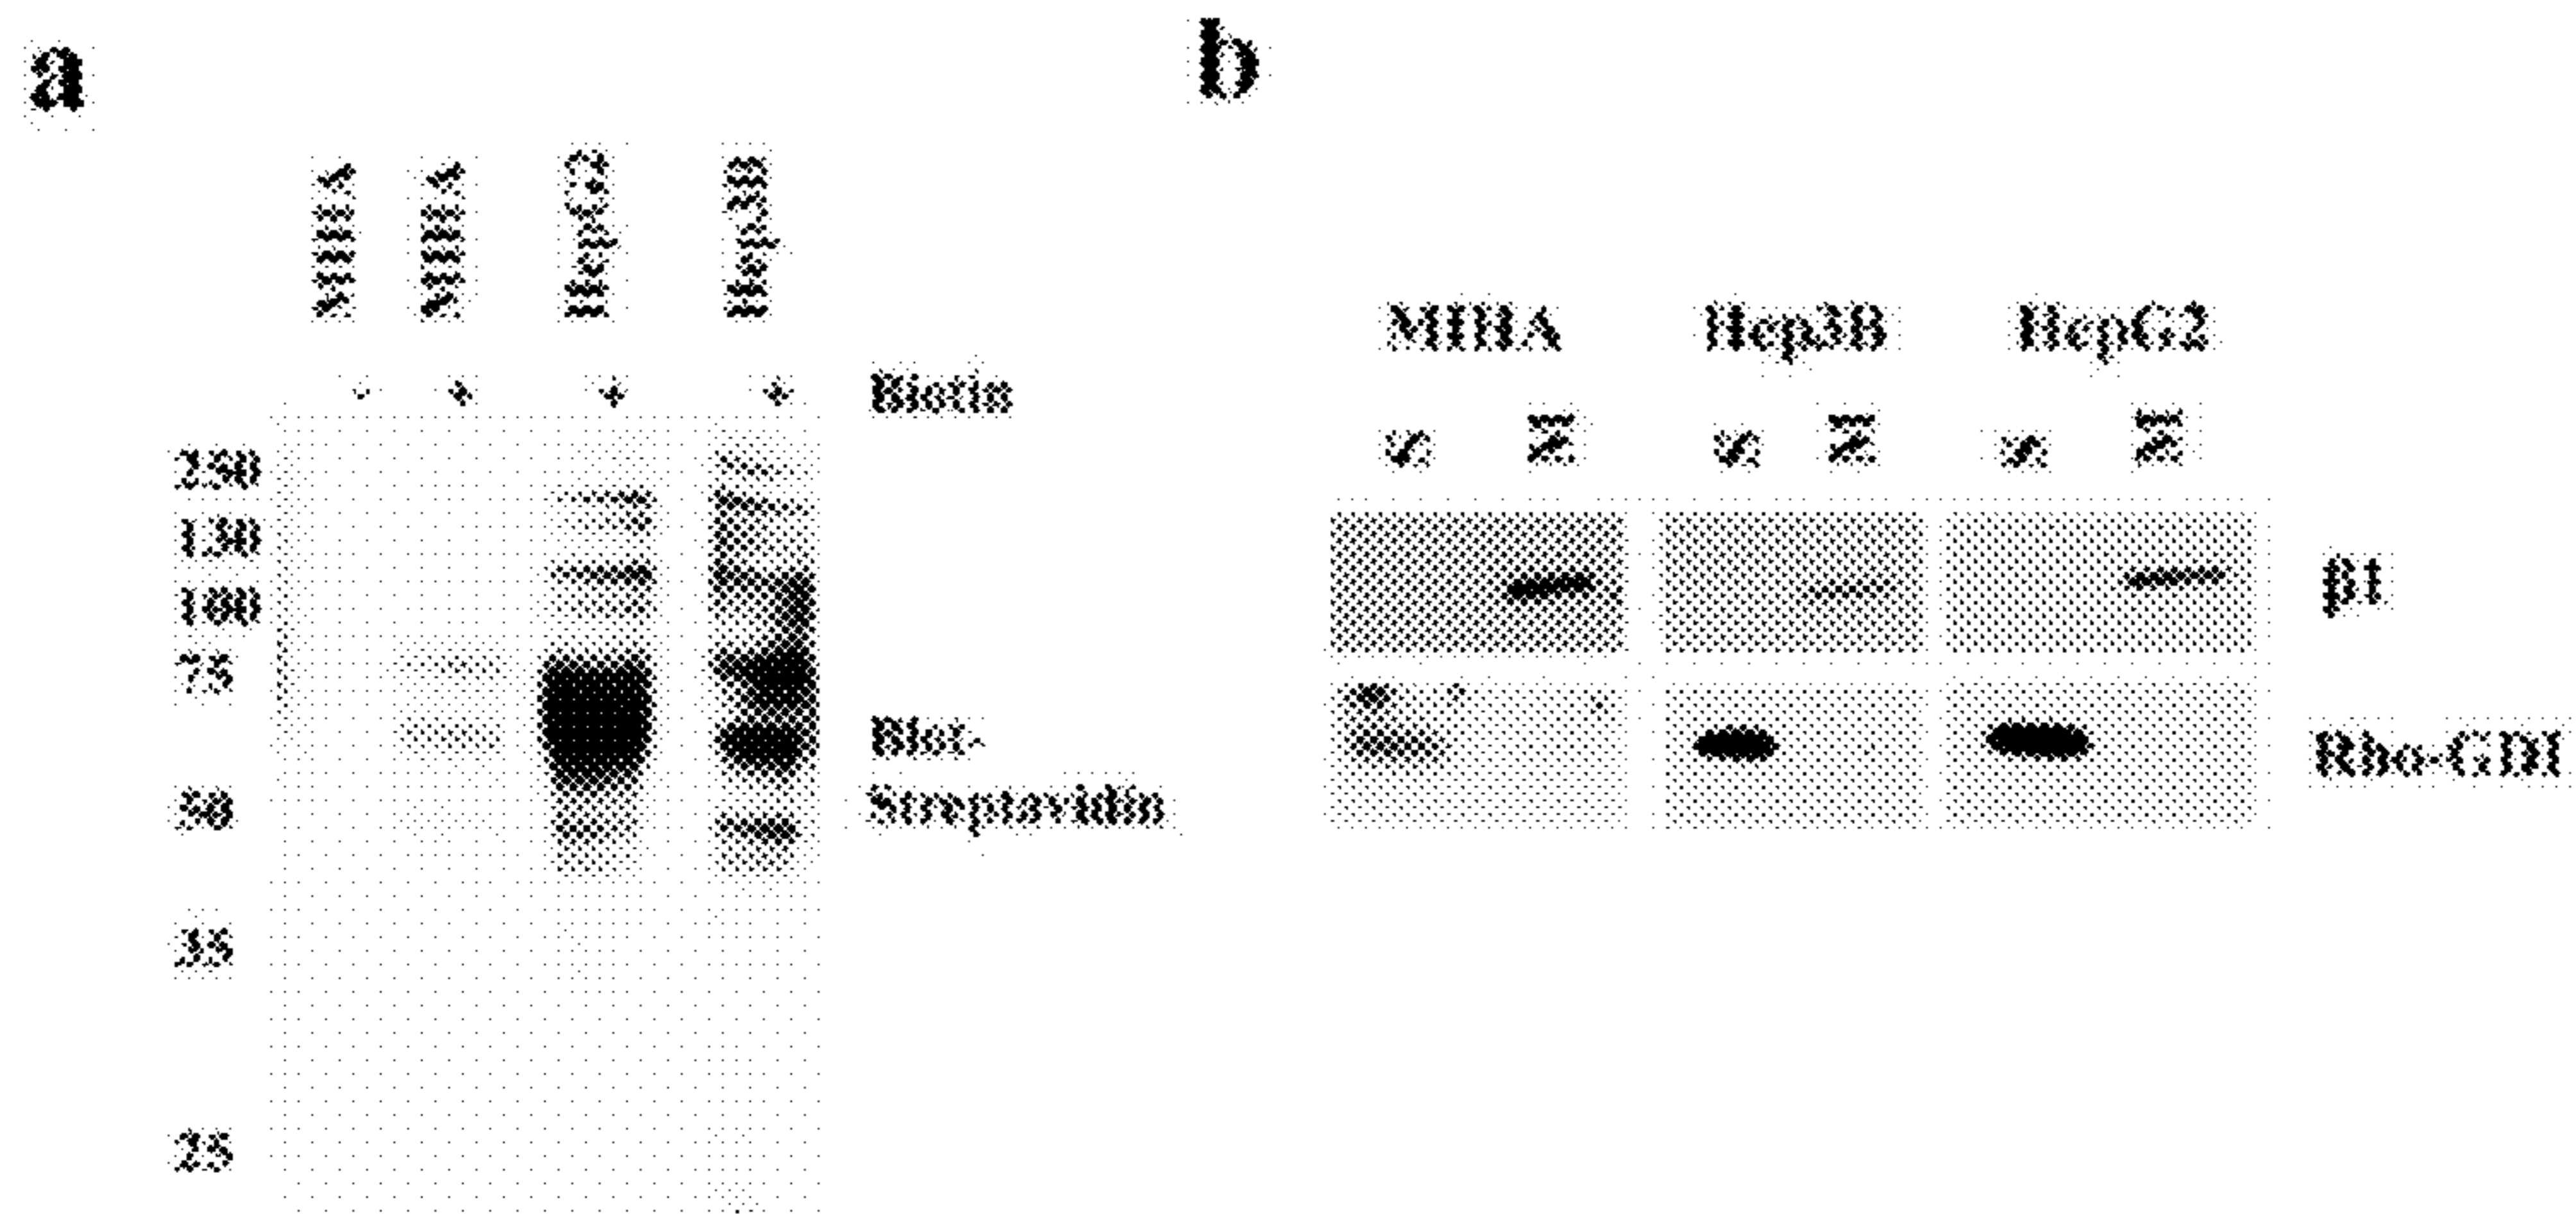 a
MIHA MIHA HepG2 Hep3B
- + + + Biotin
250
130
100
75
50
35
25
Blot-
Streptavidin
b
MIHA Hep3B HepG2
S M S M S M
β1
Rho-GDI